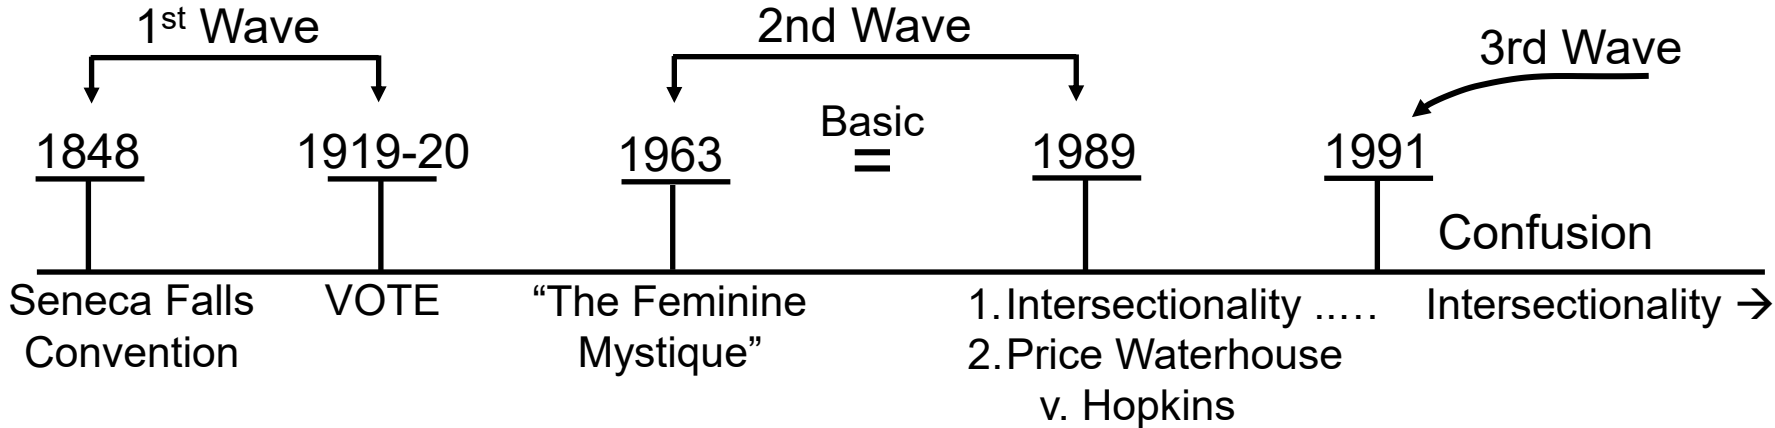 1st Wave
2nd Wave
3rd Wave
1848
1919-20
1963
Basic
=
1989
1991
Confusion
Seneca Falls
Convention
VOTE
“The Feminine
Mystique”
1. Intersectionality ..…
2. Price Waterhouse
v. Hopkins
Intersectionality →